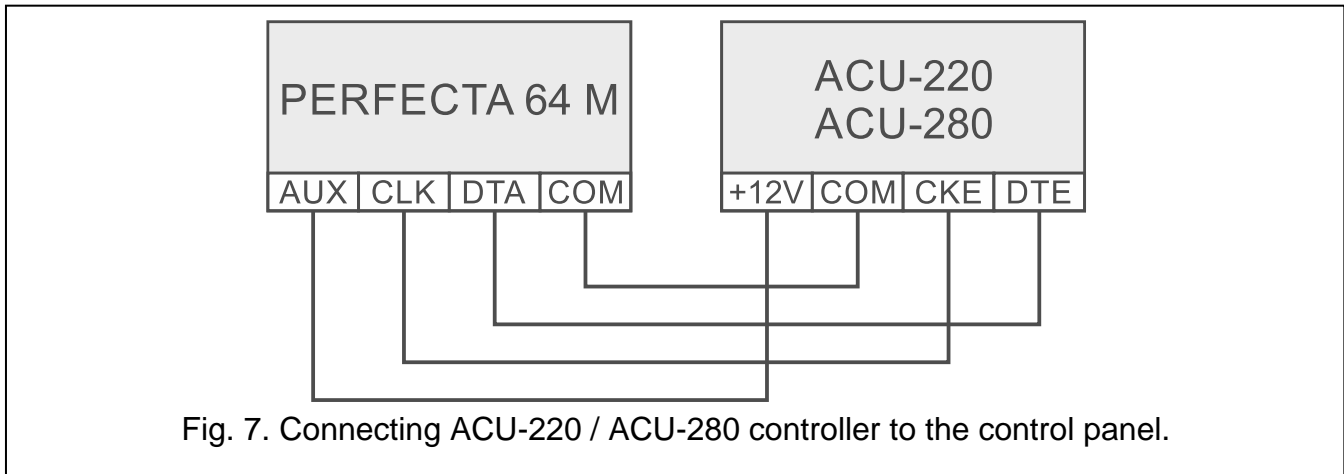 PERFECTA 64 M
AUX CLK DTA COM
ACU-220
ACU-280
+12V COM CKE DTE
Fig. 7. Connecting ACU-220 / ACU-280 controller to the control panel.